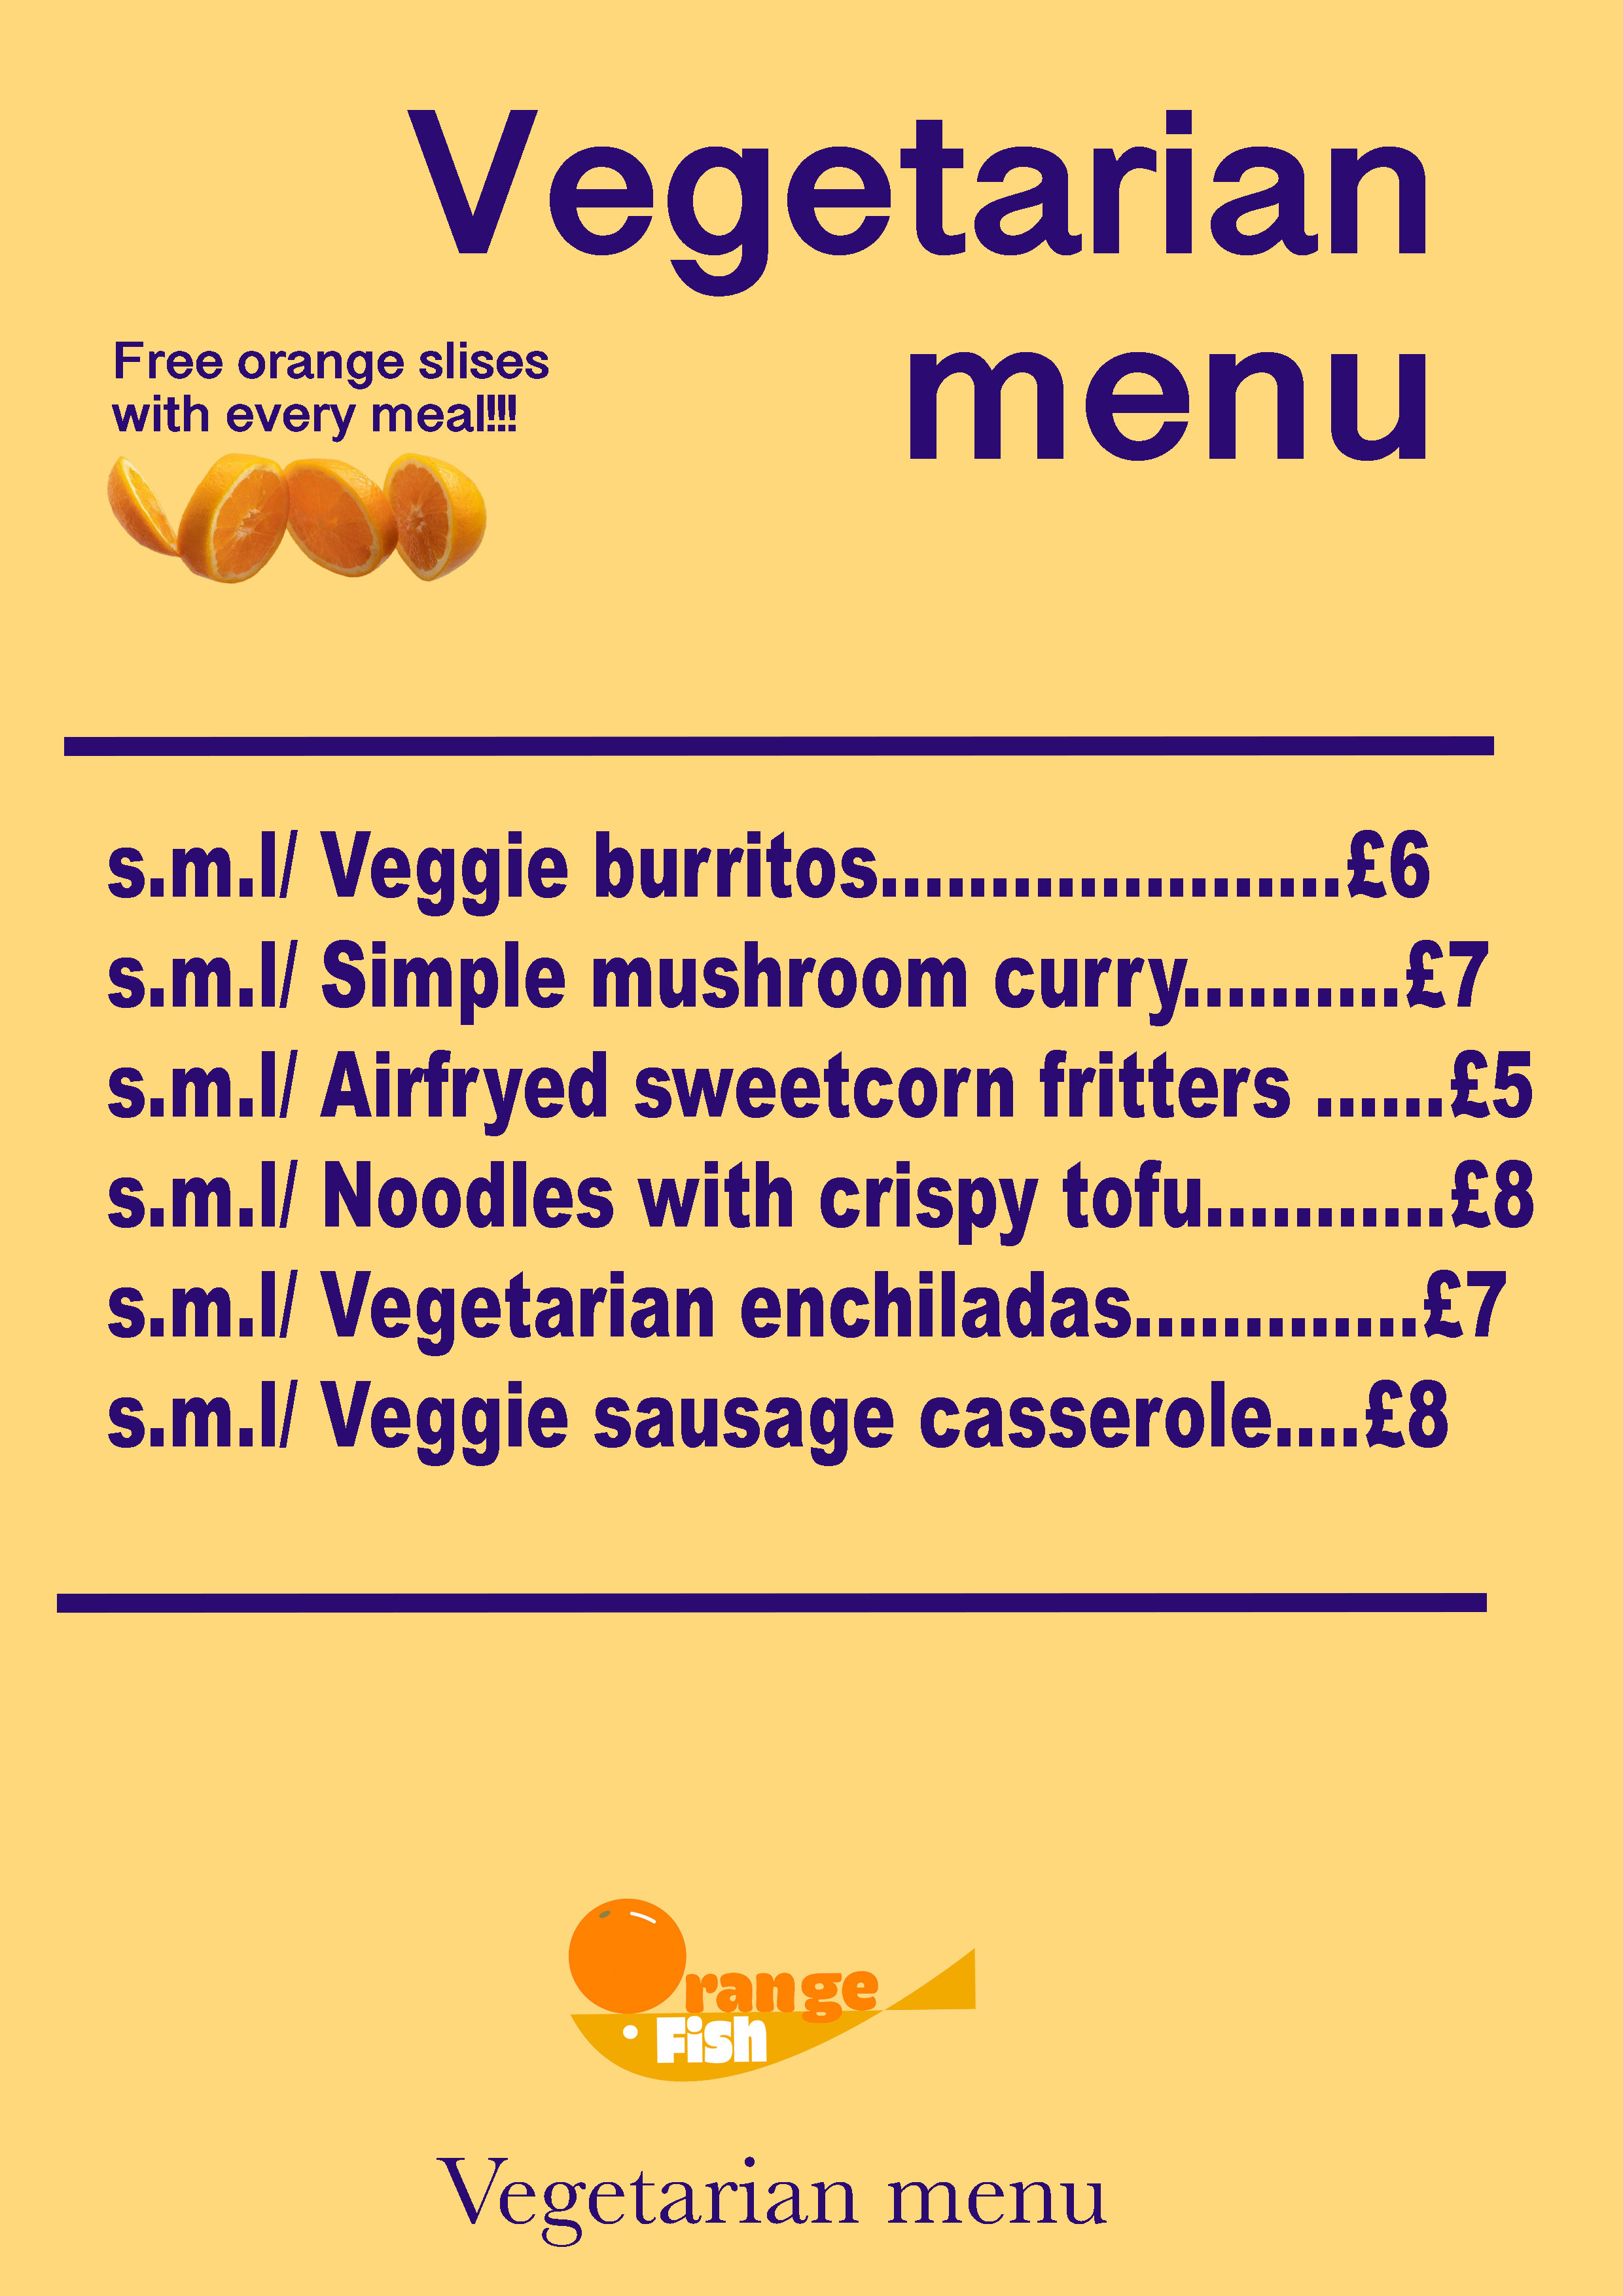 Vegetarian
menu
Free orange slises
with every meal!!!
s.m.l/ Veggie burritos.....................£6
s.m.l/ Simple mushroom curry..........£7
s.m.l/ Airfryed sweetcorn fritters ......£5
s.m.l/ Noodles with crispy tofu...........£8
s.m.l/ Vegetarian enchiladas.............£7
s.m.l/ Veggie sausage casserole....£8
Orange
Fish
Vegetarian menu